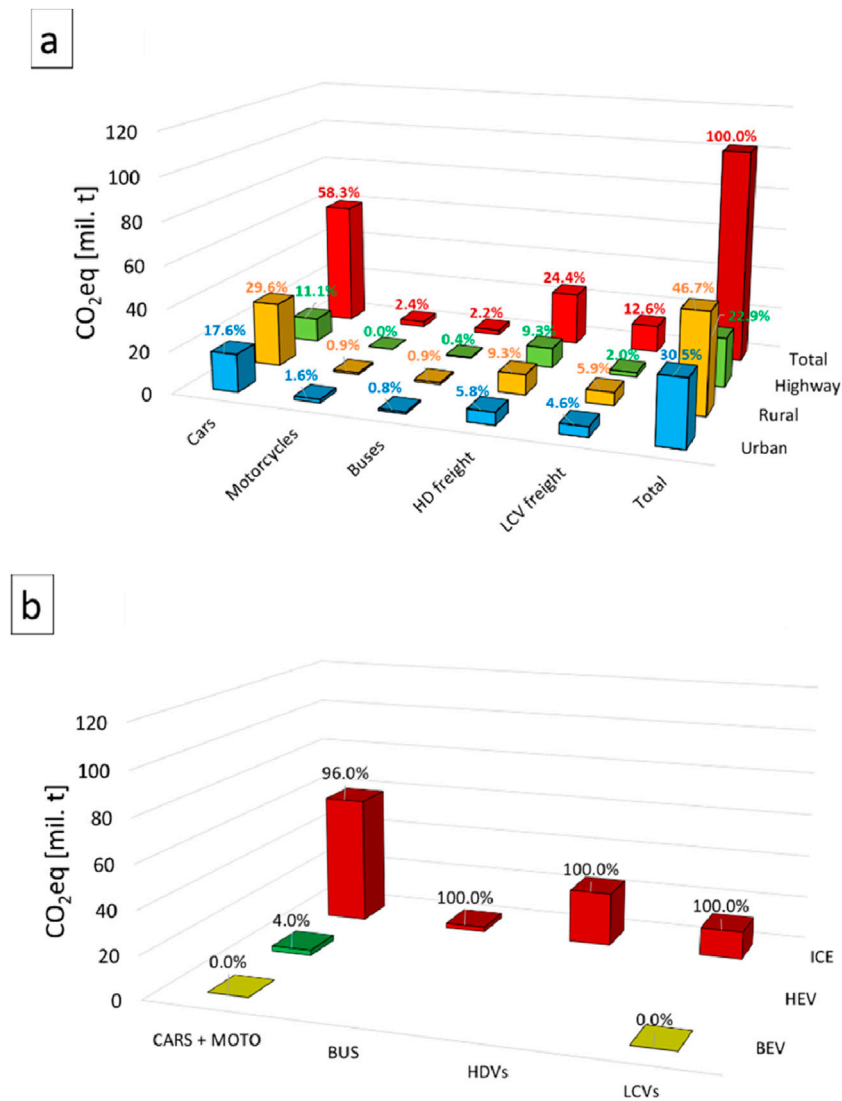 a
CO2eq [mil. t]
120
100
80
60
40
20
0
100.0%
58.3%
24.4%
46.7%
29.6%
11.1%
22.9%
2.4%
2.2%
12.6%
17.6%
0.0%
0.4%
9.3%
30.5%
0.9%
0.9%
9.3%
2.0%
5.9%
1.6%
0.8%
5.8%
4.6%
Total
Highway
Rural
Urban
Cars
Motorcycles
Buses
HD freight
LCV freight
Total
b
CO2eq [mil. t]
120
100
80
60
40
20
0
96.0%
100.0%
100.0%
100.0%
4.0%
0.0%
0.0%
ICE
HEV
BEV
CARS + MOTO
BUS
HDVs
LCVs